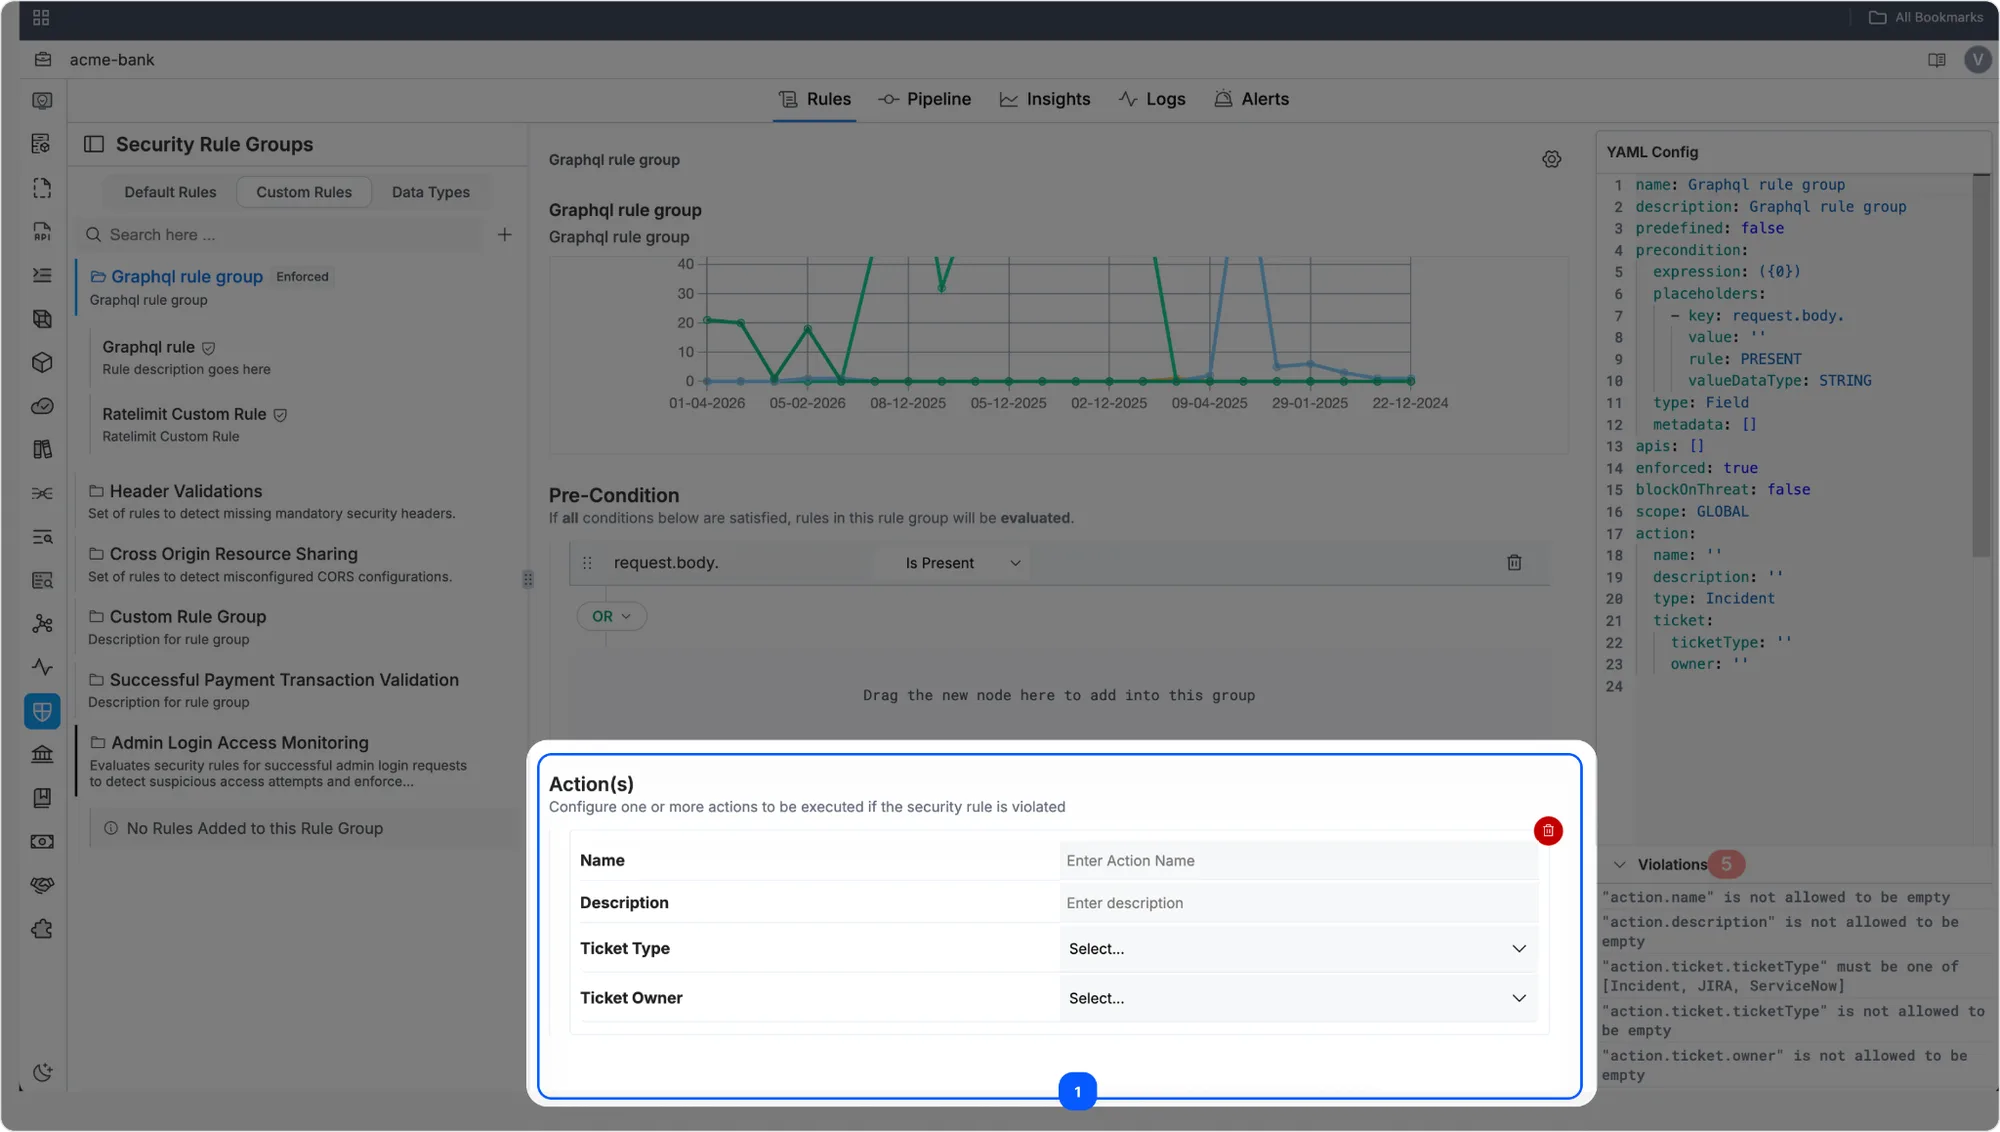 All Bookmarks
acme-bank
V
Rules
Pipeline
Insights
Logs
Alerts
Security Rule Groups
Default Rules
Custom Rules
Data Types
Search here ...
Graphql rule group Enforced
Graphql rule group
Graphql rule
Rule description goes here
Ratelimit Custom Rule
Ratelimit Custom Rule
Header Validations
Set of rules to detect missing mandatory security headers.
Cross Origin Resource Sharing
Set of rules to detect misconfigured CORS configurations.
Custom Rule Group
Description for rule group
Successful Payment Transaction Validation
Description for rule group
Admin Login Access Monitoring
Evaluates security rules for successful admin login requests
to detect suspicious access attempts and enforce...
No Rules Added to this Rule Group
API
Graphql rule group
Graphql rule group
Graphql rule group
40
30
20
10
0
01-04-2026 05-02-2026 08-12-2025 05-12-2025 02-12-2025 09-04-2025 29-01-2025 22-12-2024
Pre-Condition
If all conditions below are satisfied, rules in this rule group will be evaluated.
request.body. Is Present
OR
Drag the new node here to add into this group
Action(s)
Configure one or more actions to be executed if the security rule is violated
Name Enter Action Name
Description Enter description
Ticket Type Select...
Ticket Owner Select...
1
YAML Config
1 name: Graphql rule group
2 description: Graphql rule group
3 predefined: false
4 precondition:
5 expression: ({0})
6 placeholders:
7 - key: request.body.
8 value: ''
9 rule: PRESENT
10 valueDataType: STRING
11 type: Field
12 metadata: []
13 apis: []
14 enforced: true
15 blockOnThreat: false
16 scope: GLOBAL
17 action:
18 name: ''
19 description: ''
20 type: Incident
21 ticket:
22 ticketType: ''
23 owner: ''
24
Violations 5
"action.name" is not allowed to be empty
"action.description" is not allowed to be
empty
"action.ticket.ticketType" must be one of
[Incident, JIRA, ServiceNow]
"action.ticket.ticketType" is not allowed to
be empty
"action.ticket.owner" is not allowed to be
empty